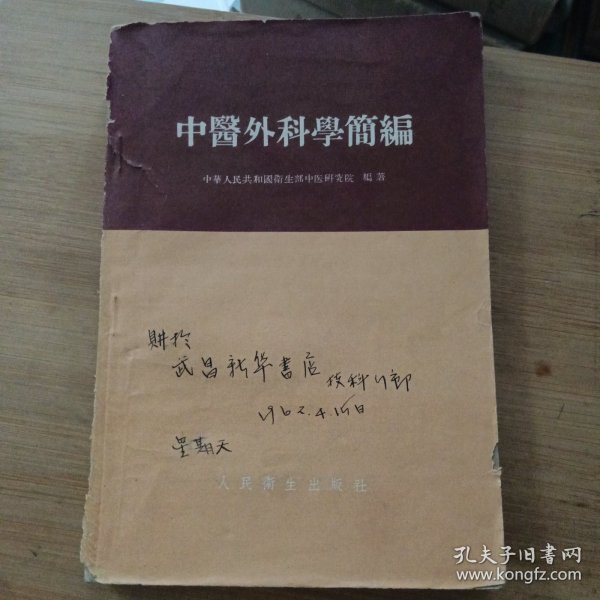 中醫外科學簡編
中華人民共和國衛生部中医研究院 編著
購於
武昌新华書店 技科门部
1962.4.15日
星期天
人民衛生出版社
孔夫子旧書网
www.kongfz.com